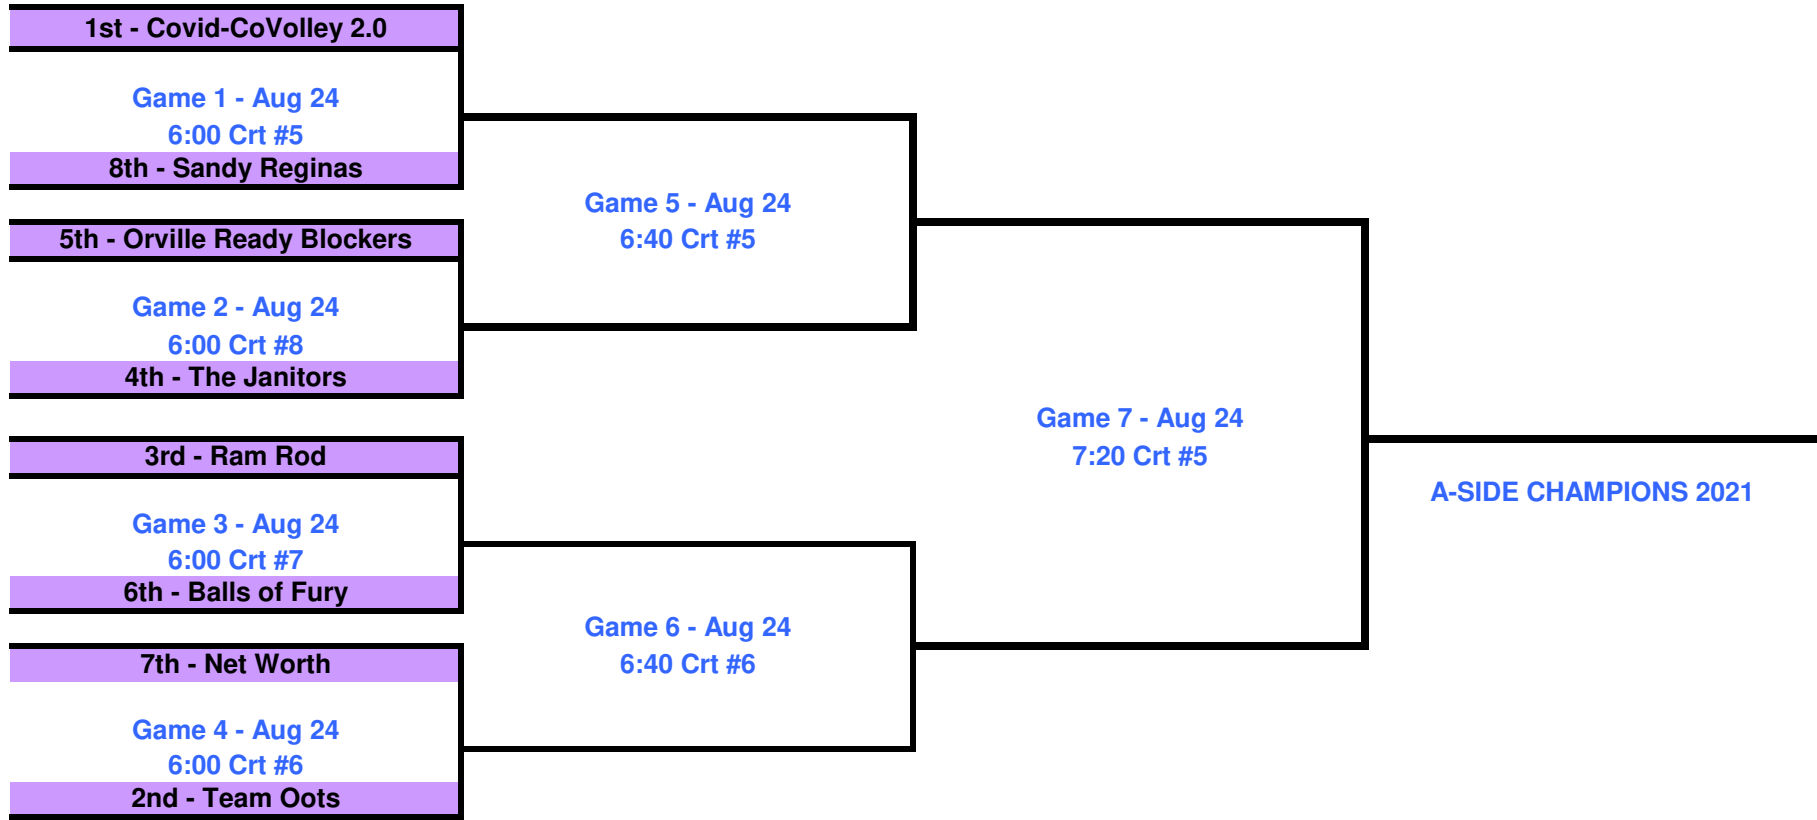 1st - Covid-CoVolley 2.0
Game 1 - Aug 24
6:00 Crt #5
8th - Sandy Reginas
5th - Orville Ready Blockers
Game 2 - Aug 24
6:00 Crt #8
4th - The Janitors
3rd - Ram Rod
Game 3 - Aug 24
6:00 Crt #7
6th - Balls of Fury
7th - Net Worth
Game 4 - Aug 24
6:00 Crt #6
2nd - Team Oots
Game 5 - Aug 24
6:40 Crt #5
Game 6 - Aug 24
6:40 Crt #6
Game 7 - Aug 24
7:20 Crt #5
A-SIDE CHAMPIONS 2021